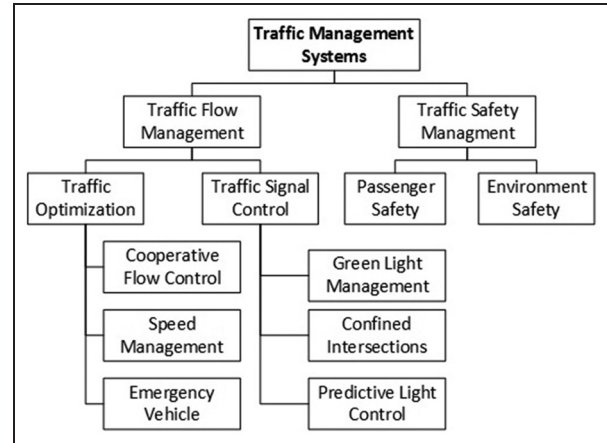 Traffic Management
Systems
Traffic Flow
Management
Traffic Safety
Managment
Traffic
Optimization
Traffic Signal
Control
Passenger
Safety
Environment
Safety
Cooperative
Flow Control
Green Light
Management
Speed
Management
Confined
Intersections
Emergency
Vehicle
Predictive Light
Control